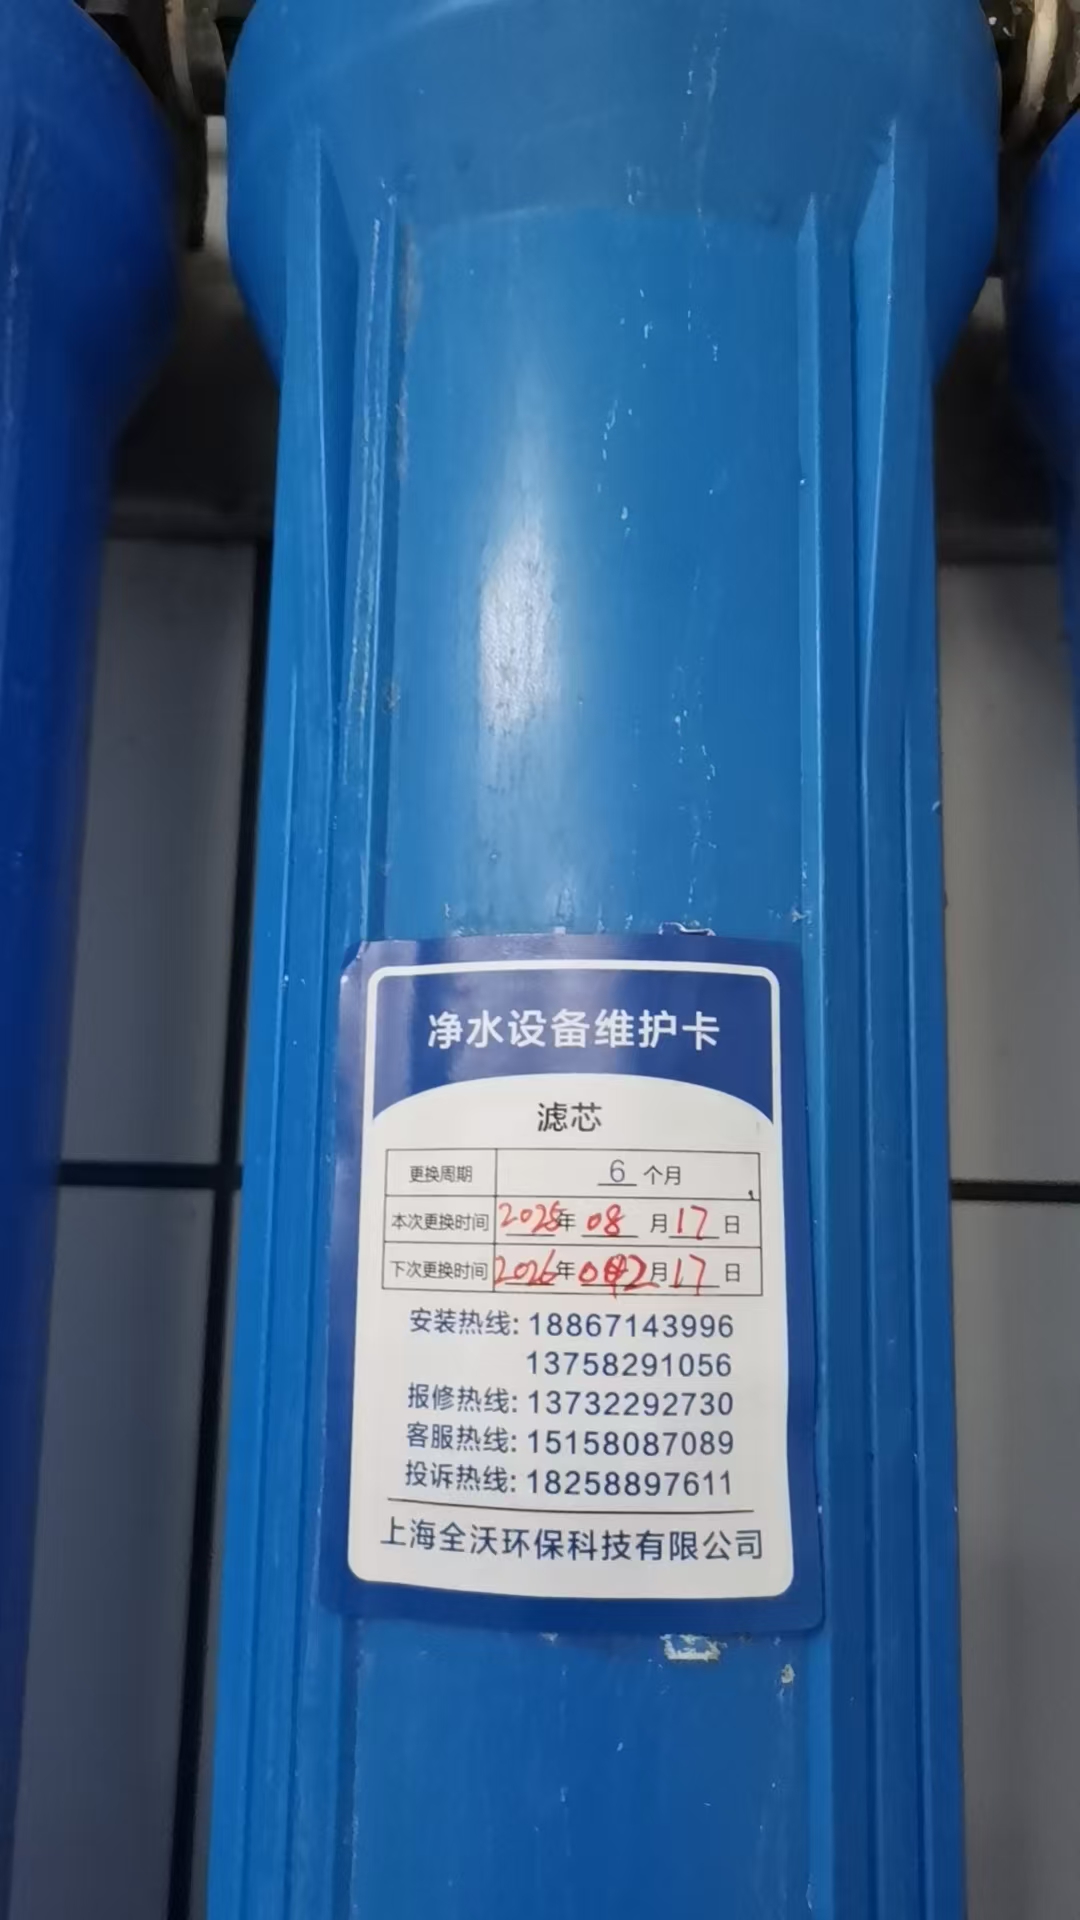 净水设备维护卡
滤芯
更换周期 6 个月
本次更换时间 2025年 08 月 17 日
下次更换时间 2026年 02 月 17 日
安装热线: 18867143996
13758291056
报修热线: 13732292730
客服热线: 15158087089
投诉热线: 18258897611
上海全沃环保科技有限公司